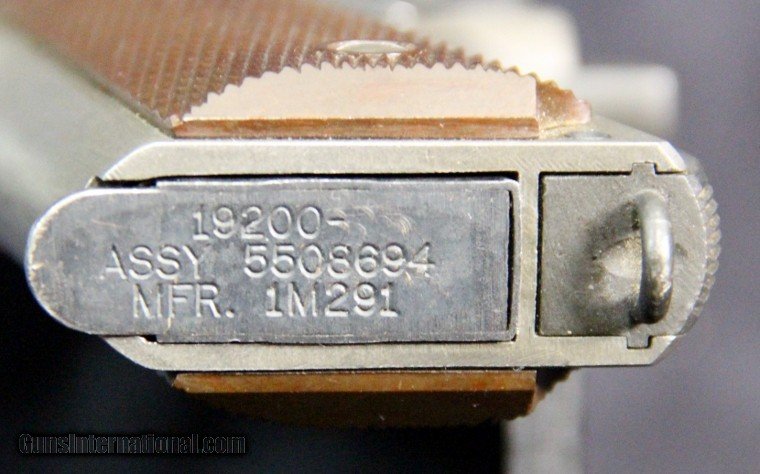 19200-
ASSY 5508694
MFR. 1M291
GunsInternational.com